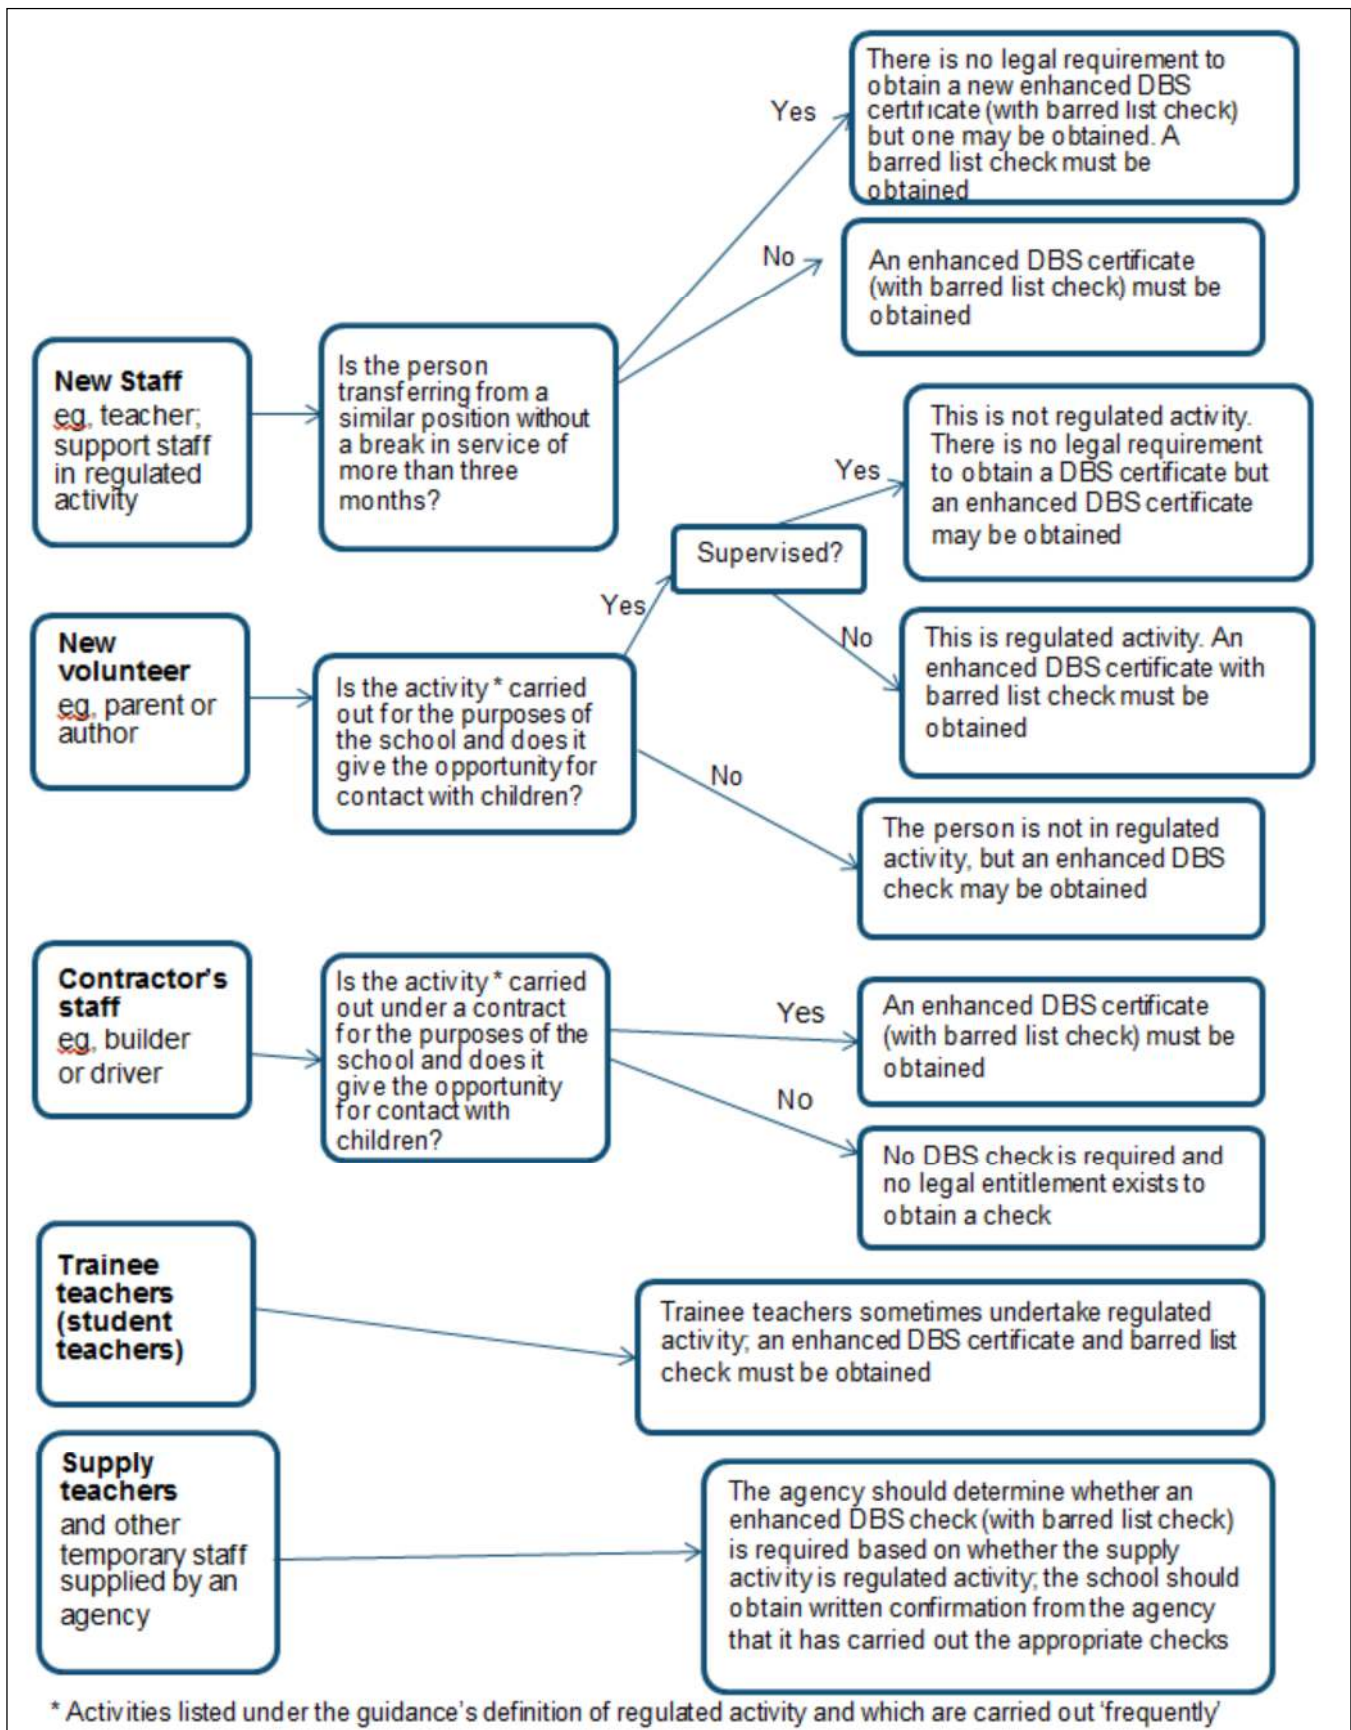 There is no legal requirement to
obtain a new enhanced DBS
certificate (with barred list check)
but one may be obtained. A
barred list check must be
obtained
Yes
No
An enhanced DBS certificate
(with barred list check) must be
obtained
New Staff
eg, teacher;
support staff
in regulated
activity
Is the person
transferring from a
similar position without
a break in service of
more than three
months?
This is not regulated activity.
There is no legal requirement
to obtain a DBS certificate but
an enhanced DBS certificate
may be obtained
Yes
Supervised?
Yes
No
This is regulated activity. An
enhanced DBS certificate with
barred list check must be
obtained
New
volunteer
eg, parent or
author
Is the activity * carried
out for the purposes of
the school and does it
give the opportunity for
contact with children?
No
The person is not in regulated
activity, but an enhanced DBS
check may be obtained
Contractor's
staff
eg, builder
or driver
Is the activity * carried
out under a contract
for the purposes of the
school and does it
give the opportunity
for contact with
children?
Yes
An enhanced DBS certificate
(with barred list check) must be
obtained
No
No DBS check is required and
no legal entitlement exists to
obtain a check
Trainee
teachers
(student
teachers)
Trainee teachers sometimes undertake regulated
activity; an enhanced DBS certificate and barred list
check must be obtained
Supply
teachers
and other
temporary staff
supplied by an
agency
The agency should determine whether an
enhanced DBS check (with barred list check)
is required based on whether the supply
activity is regulated activity; the school should
obtain written confirmation from the agency
that it has carried out the appropriate checks
* Activities listed under the guidance's definition of regulated activity and which are carried out 'frequently'